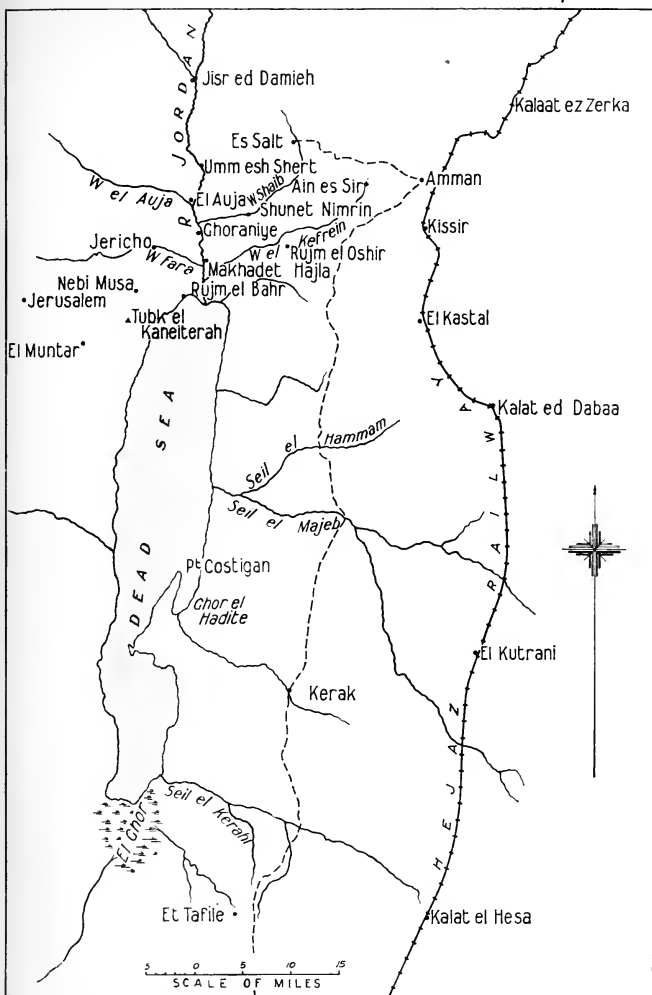 R. JORDAN
Jisr ed Damieh
Kalaat ez Zerka
Es Salt
Umm esh Shert
W el Auja
El Auja
W Shaib
Ain es Sir
Amman
Shunet Nimrin
Ghoraniye
Kissir
Jericho
W Fara
W el Kefrein
Rujm el Oshir
Makhadet Hajla
Nebi Musa
Rujm el Bahr
Jerusalem
Tubk el
Kaneiterah
El Kastal
El Muntar
Kalat ed Dabaa
DEAD SEA
Seil el Hammam
Seil el Majeb
HEJAZ RAILWAY
Pt Costigan
Ghor el
Hadite
El Kutrani
Kerak
Seil el Kerahi
El Ghor
Et Tafile
Kalat el Hesa
5 0 5 10 15
SCALE OF MILES